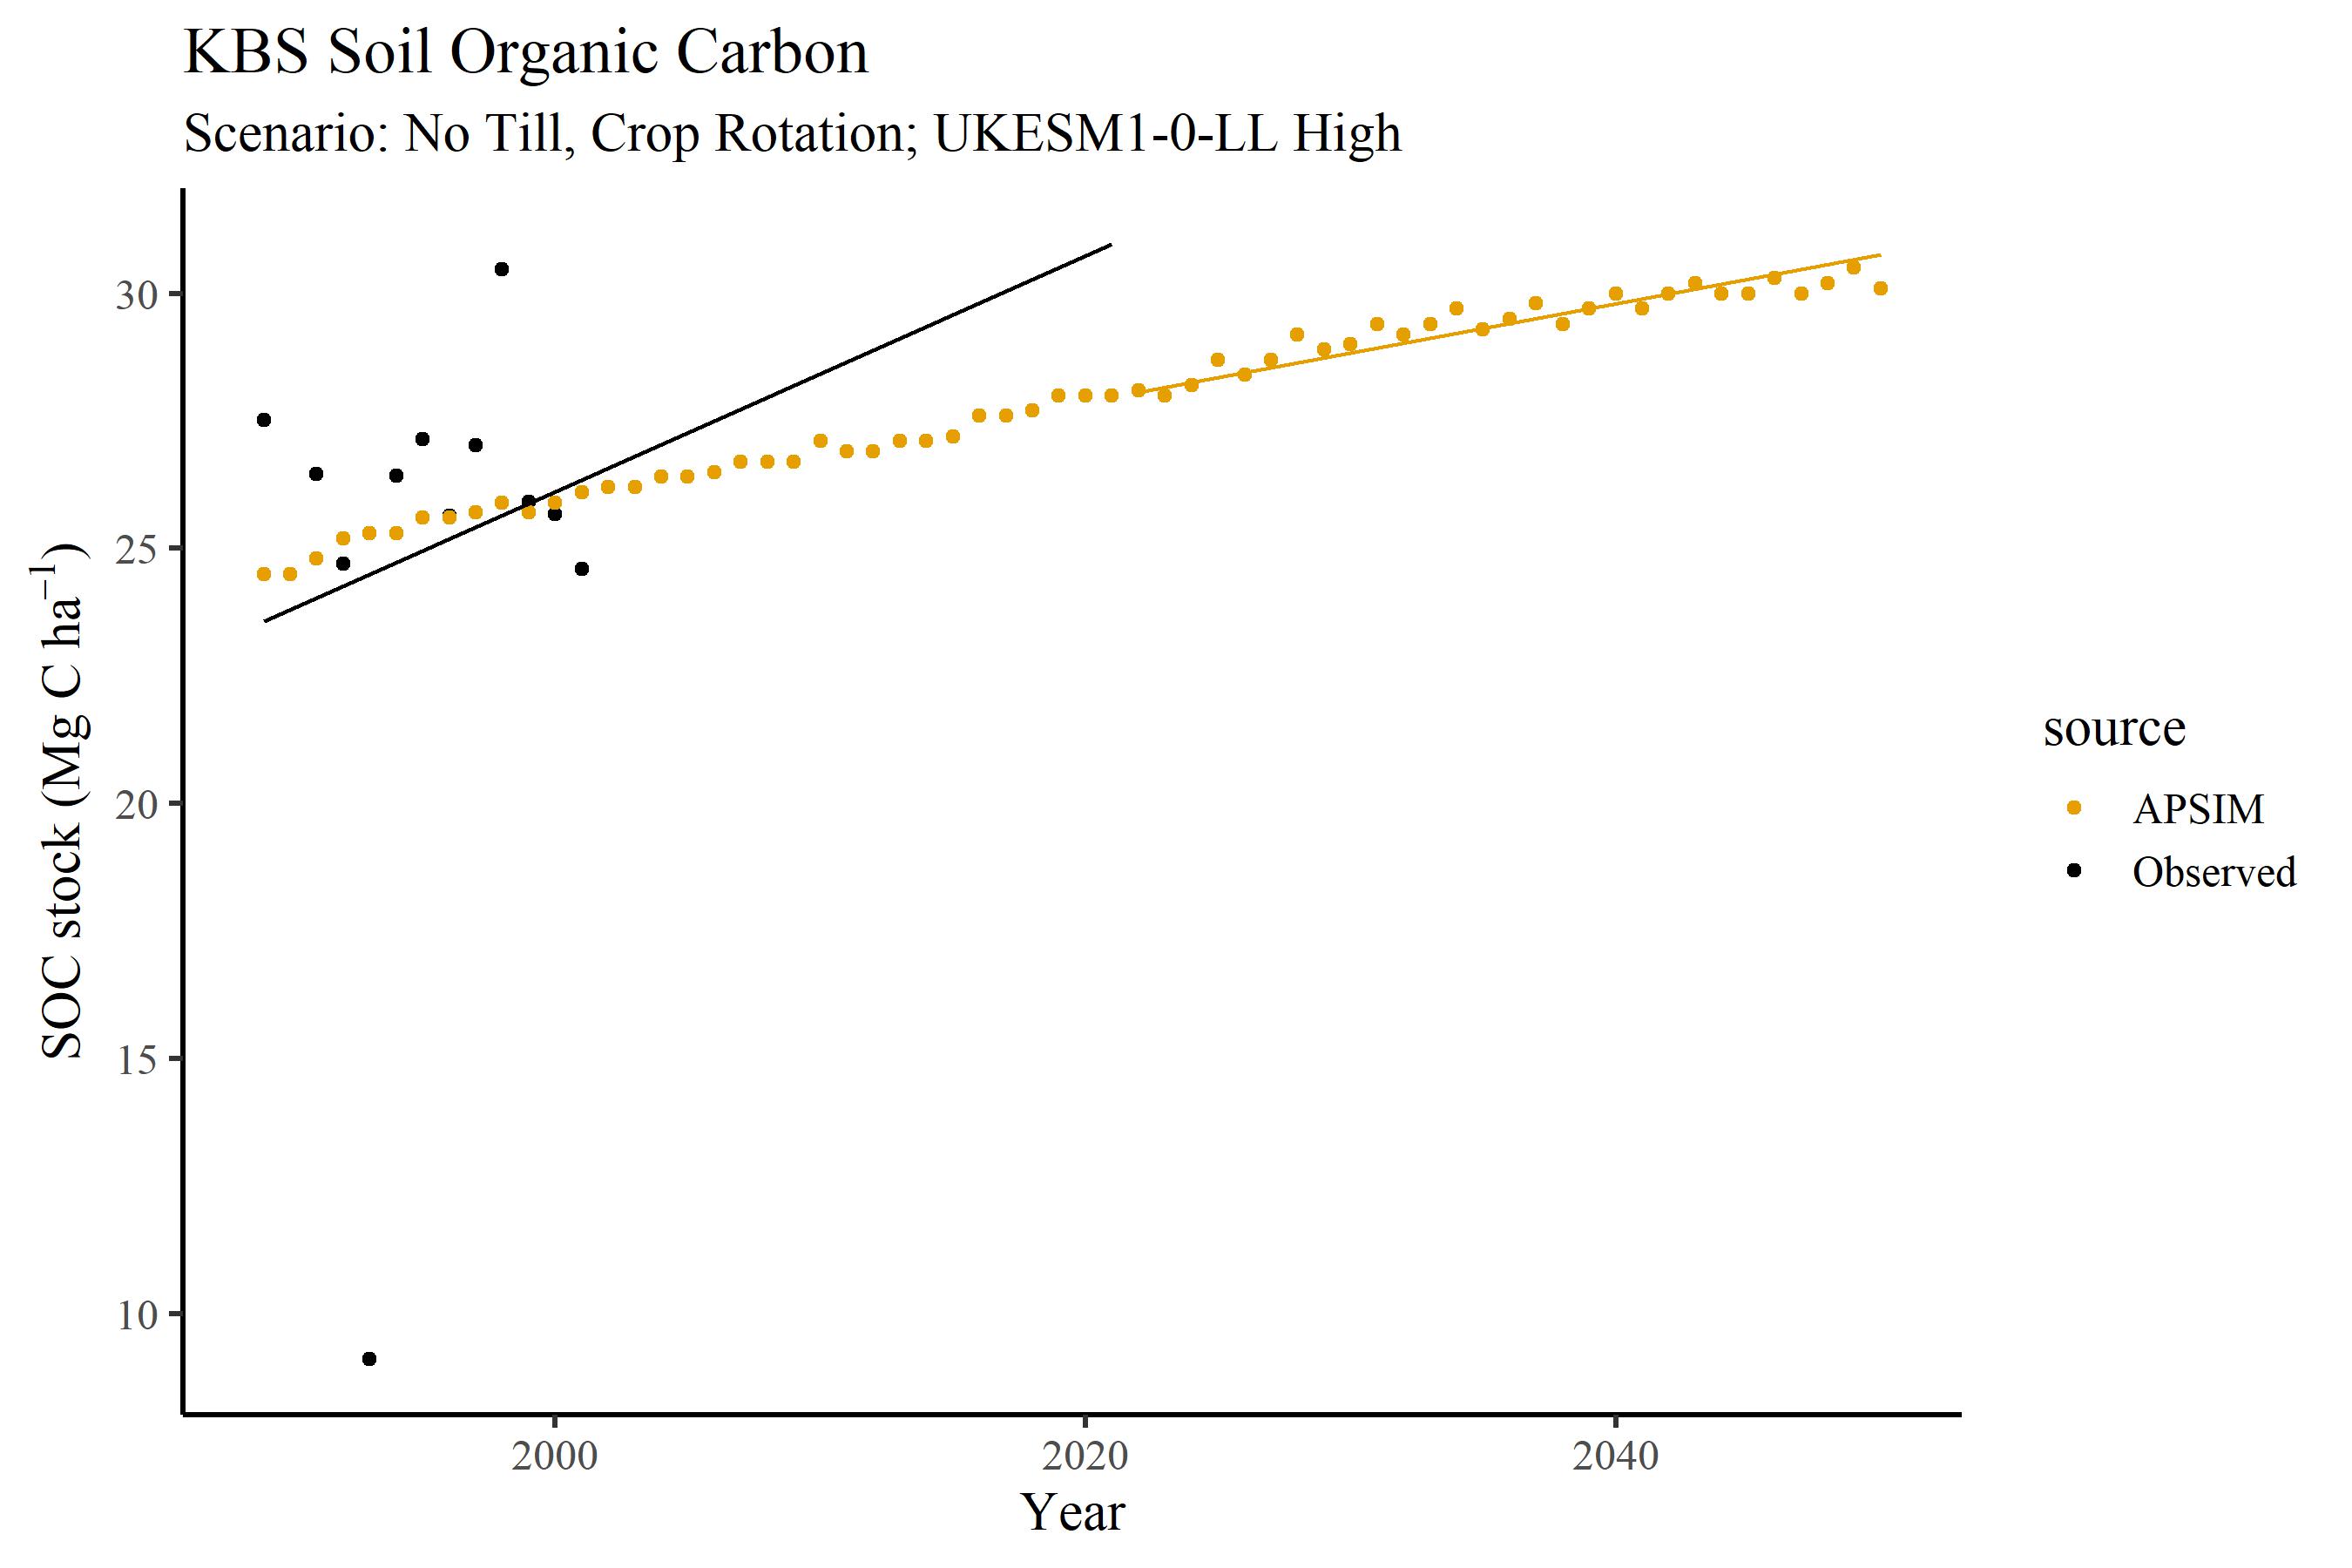 KBS Soil Organic Carbon
Scenario: No Till, Crop Rotation; UKESM1-0-LL High
SOC stock (Mg C ha⁻¹)
30
25
20
15
10
2000 2020 2040
Year
source
APSIM
Observed